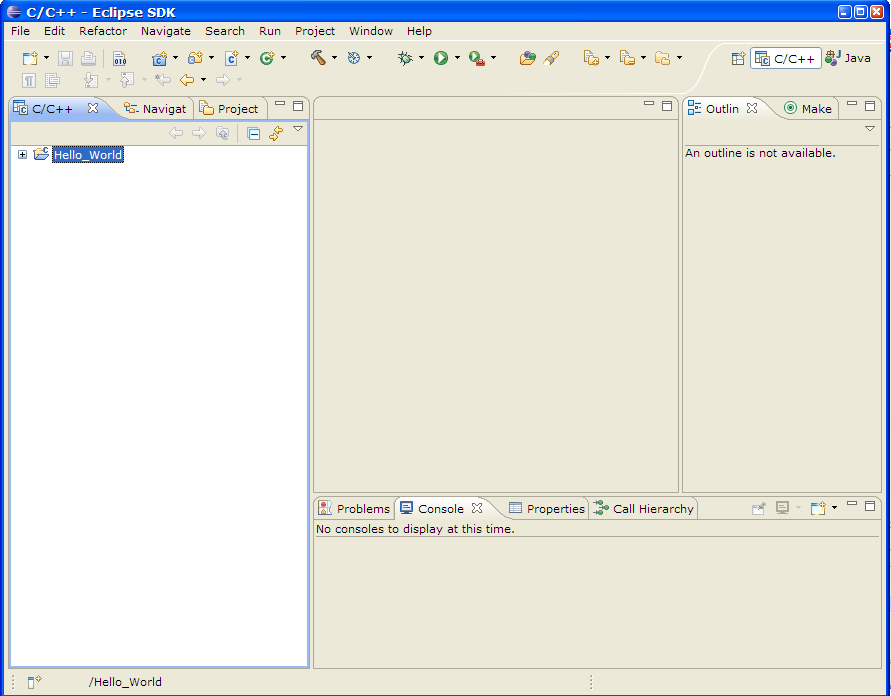 C/C++ - Eclipse SDK
File Edit Refactor Navigate Search Run Project Window Help
010
C/C++ Java
C/C++ Navigat Project
Outlin Make
Hello_World
An outline is not available.
Problems Console Properties Call Hierarchy
No consoles to display at this time.
/Hello_World